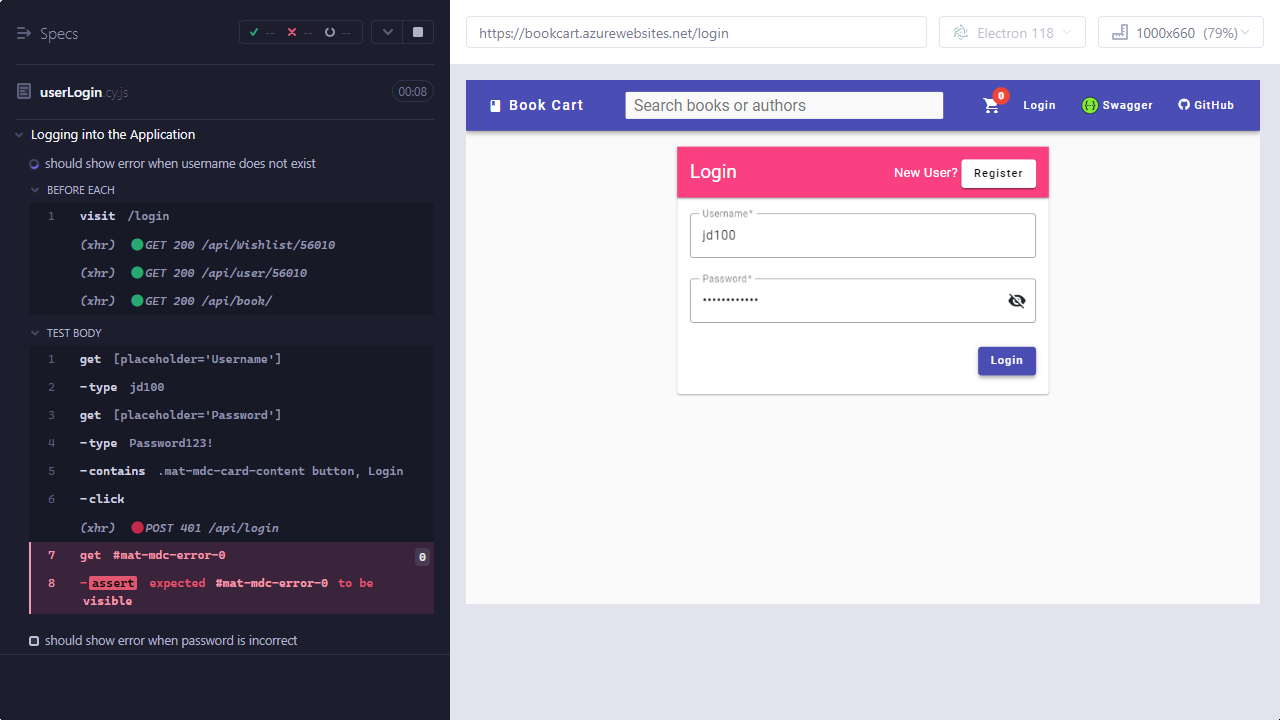 Specs
-- -- --
userLogin.cy.js 00:08
Logging into the Application
should show error when username does not exist
BEFORE EACH
1 visit /login
(xhr) GET 200 /api/Wishlist/56010
(xhr) GET 200 /api/user/56010
(xhr) GET 200 /api/book/
TEST BODY
1 get [placeholder='Username']
2 -type jd100
3 get [placeholder='Password']
4 -type Password123!
5 -contains .mat-mdc-card-content button, Login
6 -click
(xhr) POST 401 /api/login
7 get #mat-mdc-error-0 0
8 -assert expected #mat-mdc-error-0 to be
visible
should show error when password is incorrect
https://bookcart.azurewebsites.net/login
Electron 118
1000x660 (79%)
Book Cart
Search books or authors
0
Login
Swagger
GitHub
Login
New User? Register
Username*
jd100
Password*
••••••••••••
Login